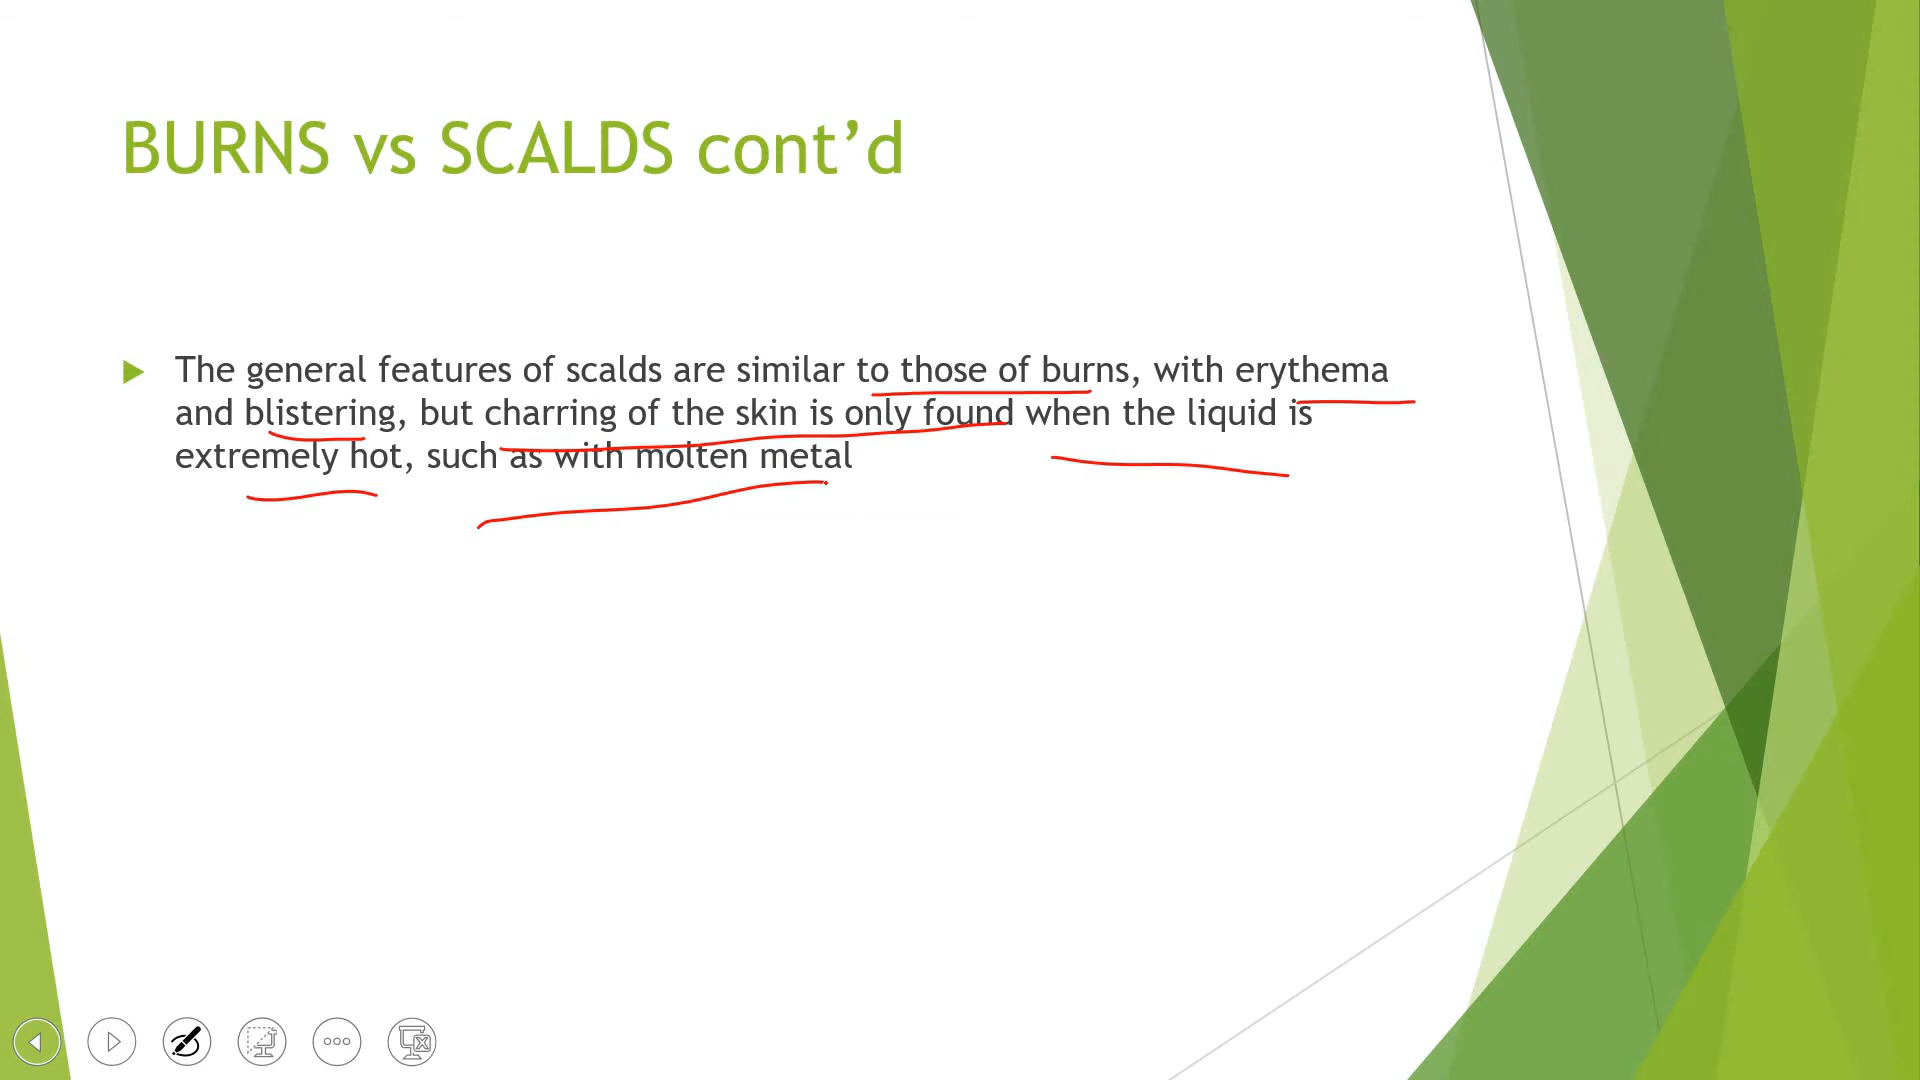 BURNS vs SCALDS cont’d
The general features of scalds are similar to those of burns, with erythema
and blistering, but charring of the skin is only found when the liquid is
extremely hot, such as with molten metal